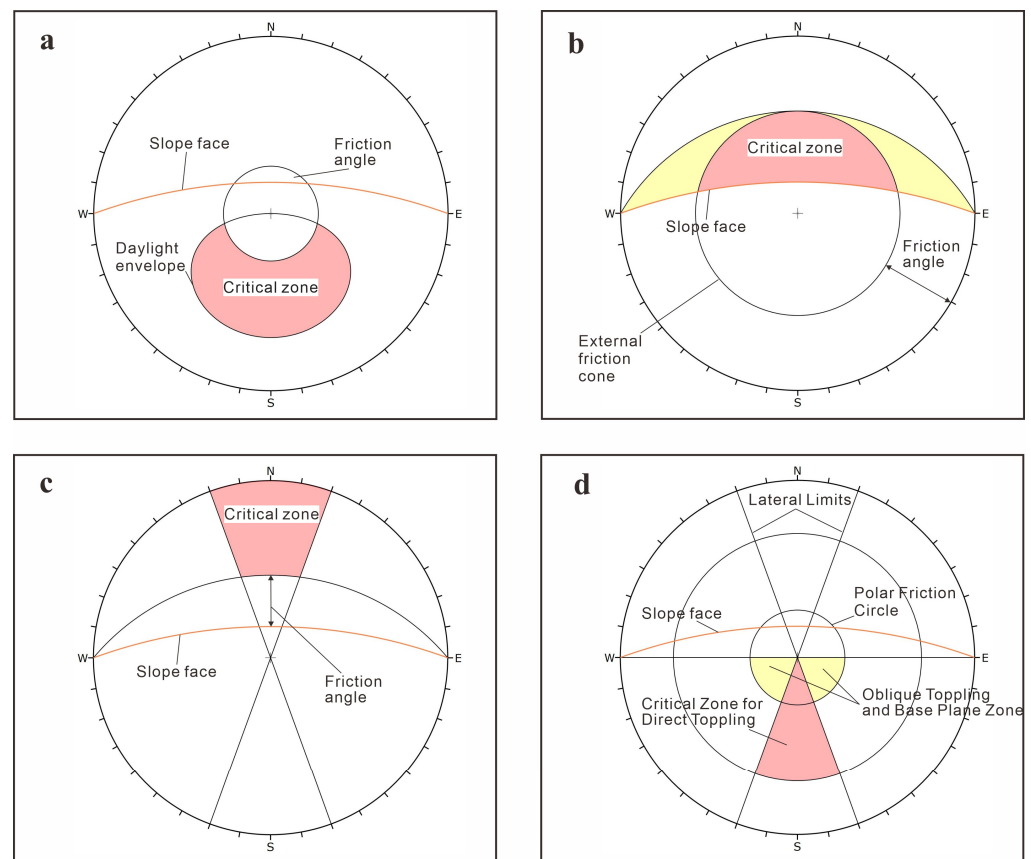 a
N
Slope face
Friction
angle
W
E
Daylight
envelope
Critical zone
S
b
N
Critical zone
W
E
Slope face
Friction
angle
External
friction
cone
S
c
N
Critical zone
W
E
Slope face
Friction
angle
S
d
N
Lateral Limits
Polar Friction
Circle
Slope face
W
E
Critical Zone for
Direct Toppling
Oblique Toppling
and Base Plane Zone
S